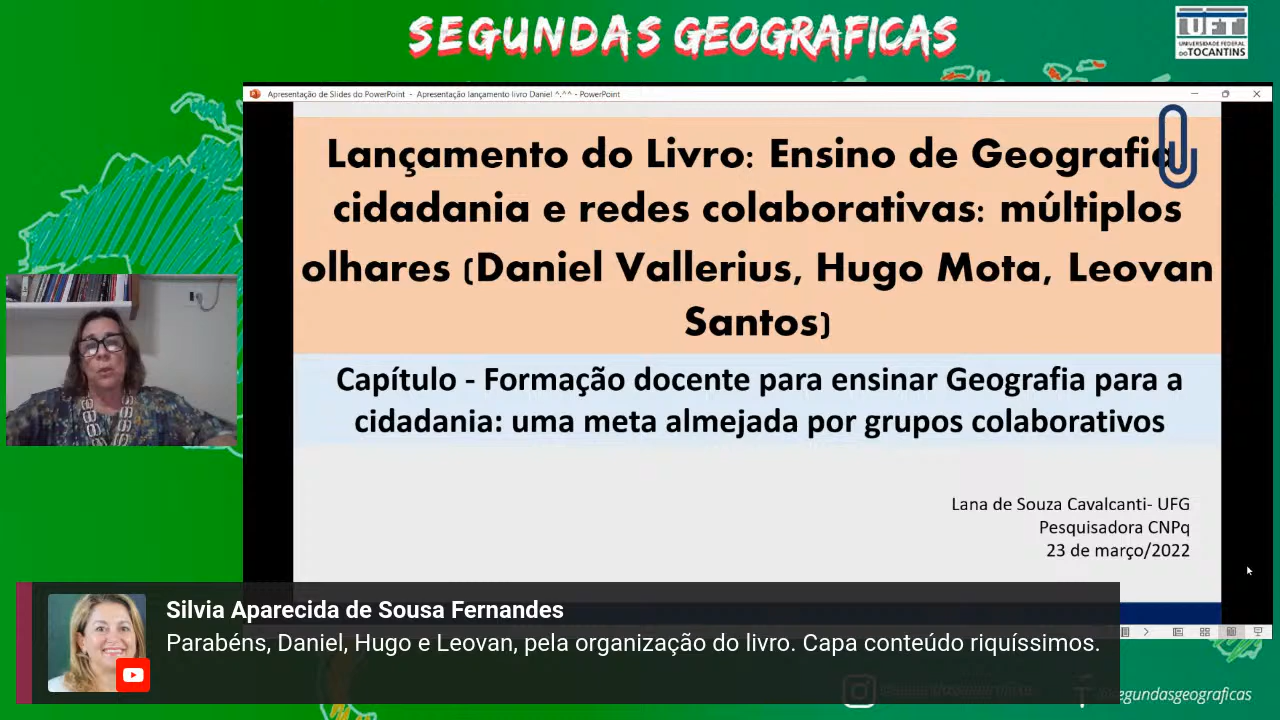 SEGUNDAS GEOGRAFICAS
UFT
UNIVERSIDADE FEDERAL
DO TOCANTINS
Apresentação de Slides do PowerPoint - Apresentação lançamento livro Daniel ^.^^ - PowerPoint
Lançamento do Livro: Ensino de Geografia
cidadania e redes colaborativas: múltiplos
olhares (Daniel Vallerius, Hugo Mota, Leovan
Santos)
Capítulo - Formação docente para ensinar Geografia para a
cidadania: uma meta almejada por grupos colaborativos
Lana de Souza Cavalcanti- UFG
Pesquisadora CNPq
23 de março/2022
Silvia Aparecida de Sousa Fernandes
Parabéns, Daniel, Hugo e Leovan, pela organização do livro. Capa conteúdo riquíssimos.
@segundasgeograficas